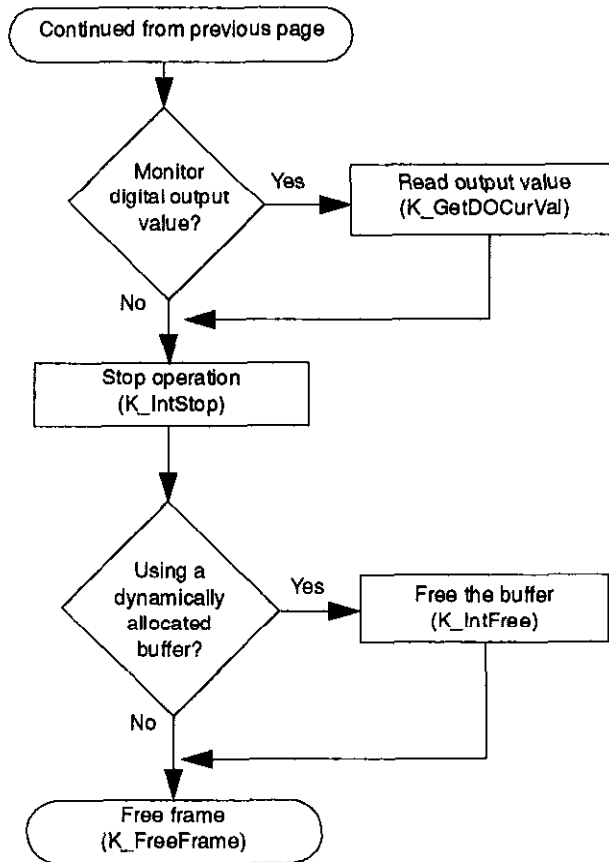 Continued from previous page
Monitor
digital output
value?
Yes
Read output value
(K_GetDOCurVal)
No
Stop operation
(K_IntStop)
Using a
dynamically
allocated
buffer?
Yes
Free the buffer
(K_IntFree)
No
Free frame
(K_FreeFrame)